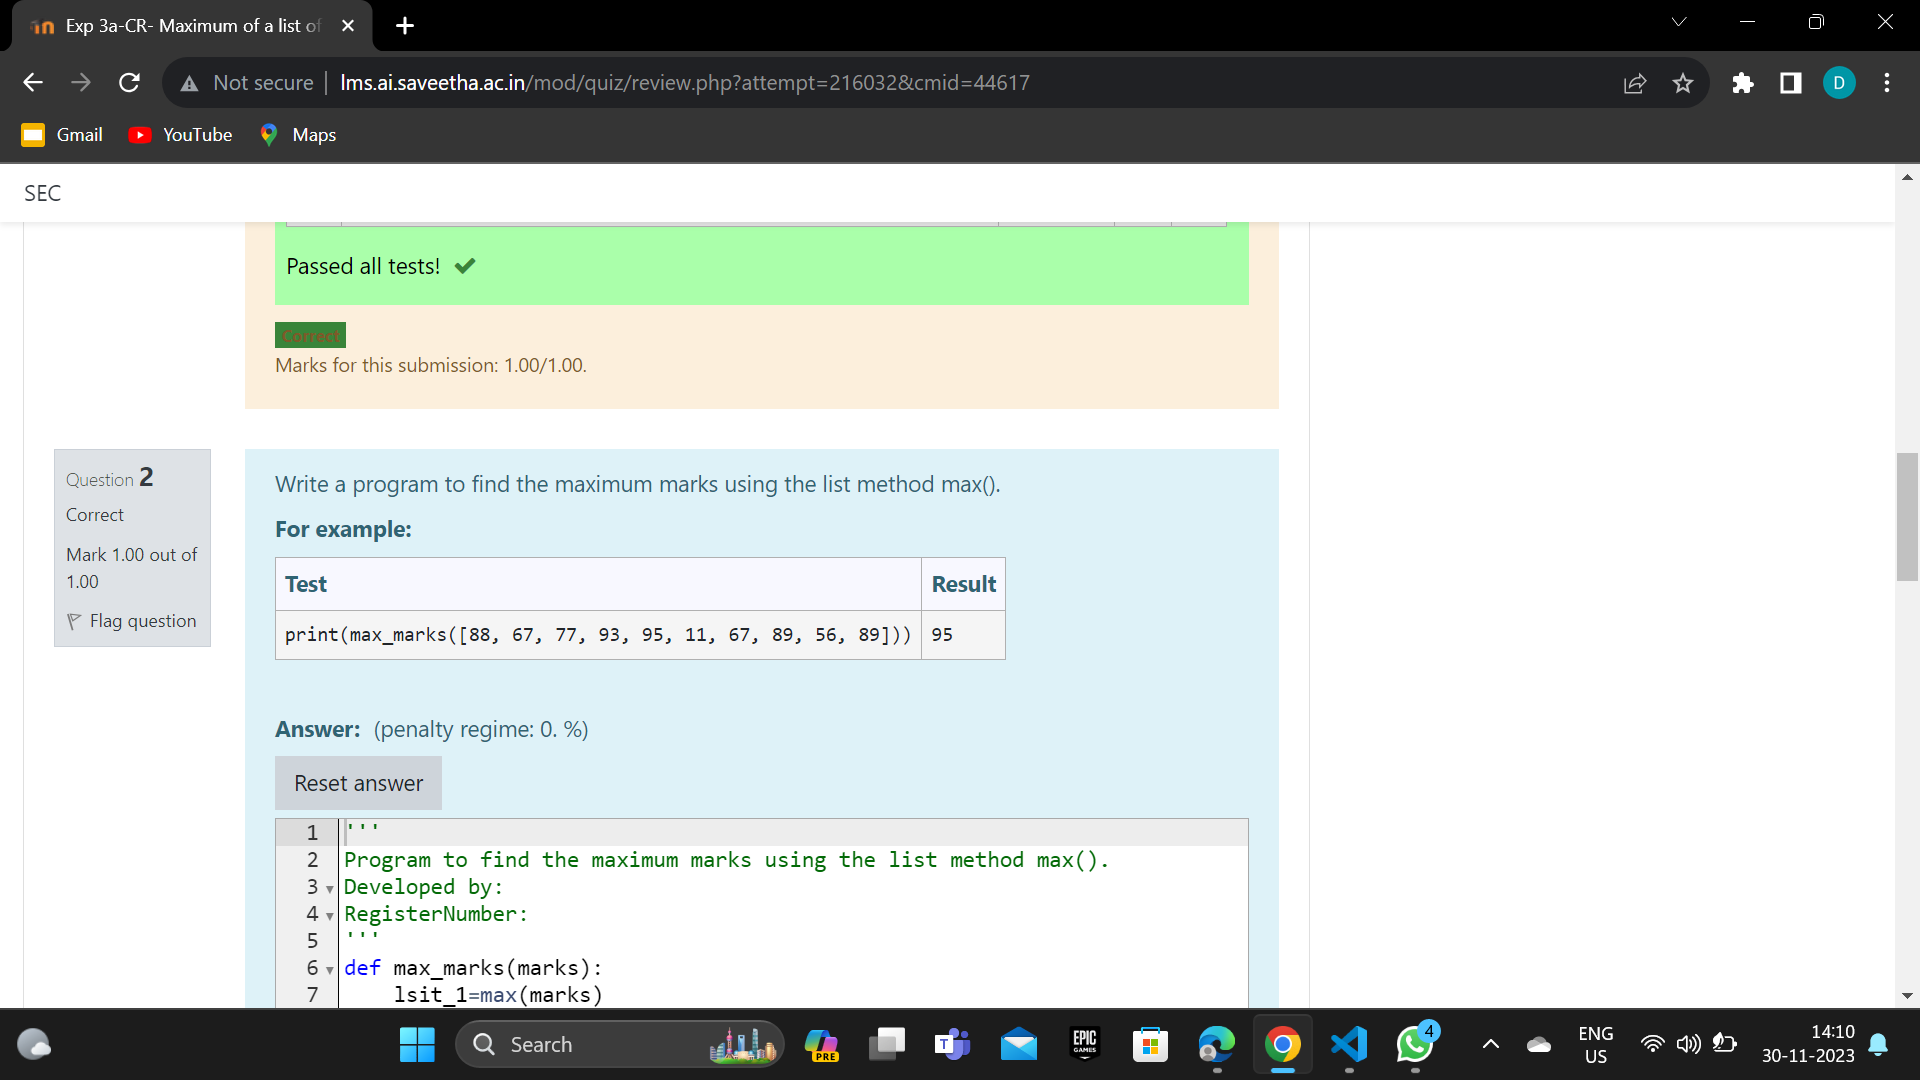 Exp 3a-CR- Maximum of a list of
Not secure
lms.ai.saveetha.ac.in/mod/quiz/review.php?attempt=216032&cmid=44617
D
Gmail
YouTube
Maps
SEC
Passed all tests!
Correct
Marks for this submission: 1.00/1.00.
Question 2
Correct
Mark 1.00 out of
1.00
Flag question
Write a program to find the maximum marks using the list method max().
For example:
Test Result
print(max_marks([88, 67, 77, 93, 95, 11, 67, 89, 56, 89])) 95
Answer: (penalty regime: 0. %)
Reset answer
1 '''
2 Program to find the maximum marks using the list method max().
3 Developed by:
4 RegisterNumber:
5 '''
6 def max_marks(marks):
7 lsit_1=max(marks)
Search
PRE
T
EPIC
GAMES
4
ENG
US
14:10
30-11-2023